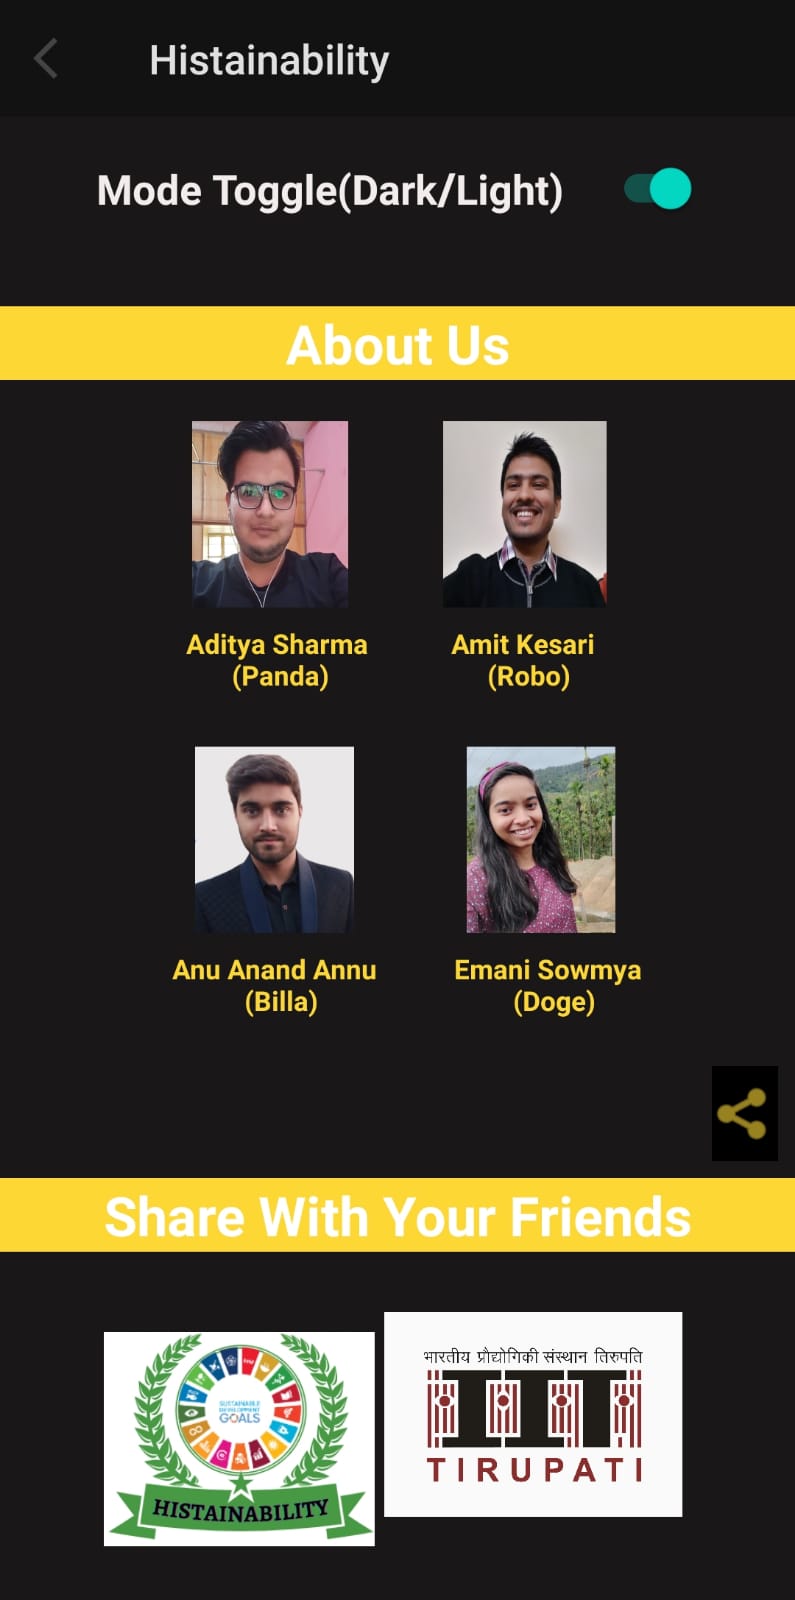 Histainability
Mode Toggle(Dark/Light)
About Us
Aditya Sharma
(Panda)
Amit Kesari
(Robo)
Anu Anand Annu
(Billa)
Emani Sowmya
(Doge)
Share With Your Friends
SUSTAINABLE
DEVELOPMENT
GOALS
HISTAINABILITY
भारतीय प्रौद्योगिकी संस्थान तिरुपति
TIRUPATI